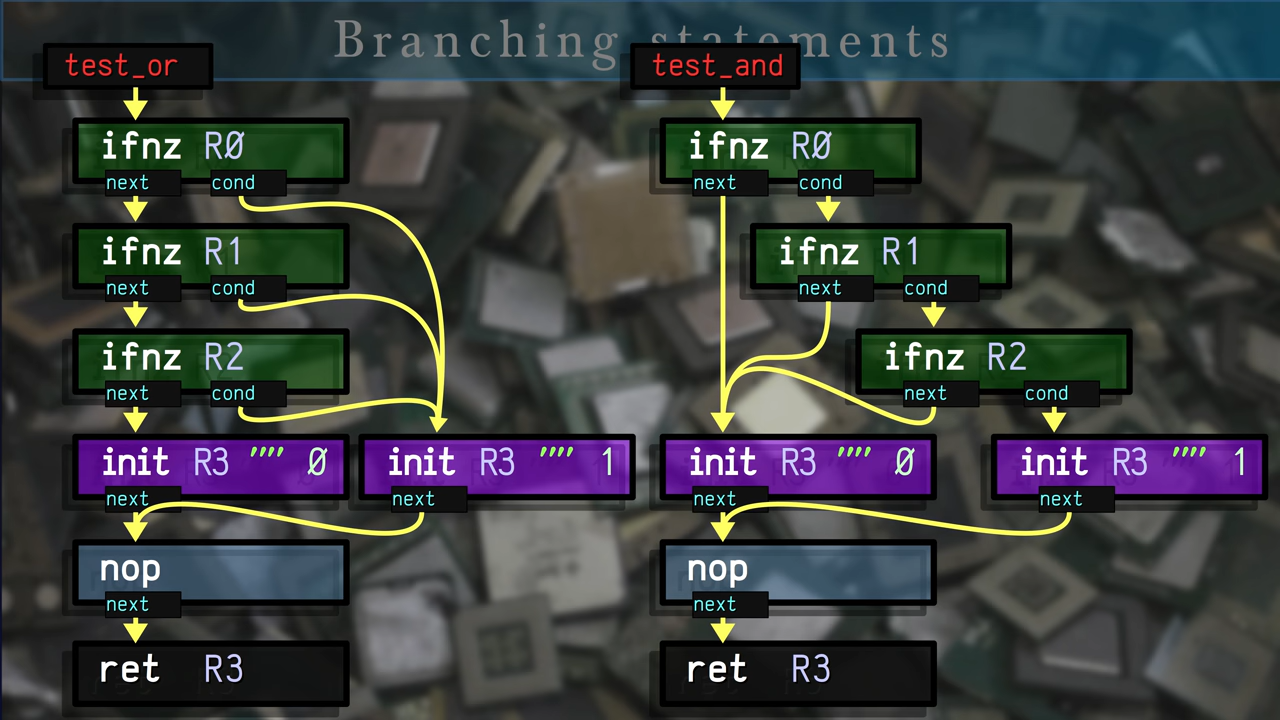 Branching statements
test_or
ifnz R0
next cond
ifnz R1
next cond
ifnz R2
next cond
init R3 "" 0
next
init R3 "" 1
next
nop
next
ret R3
test_and
ifnz R0
next cond
ifnz R1
next cond
ifnz R2
next cond
init R3 "" 0
next
init R3 "" 1
next
nop
next
ret R3